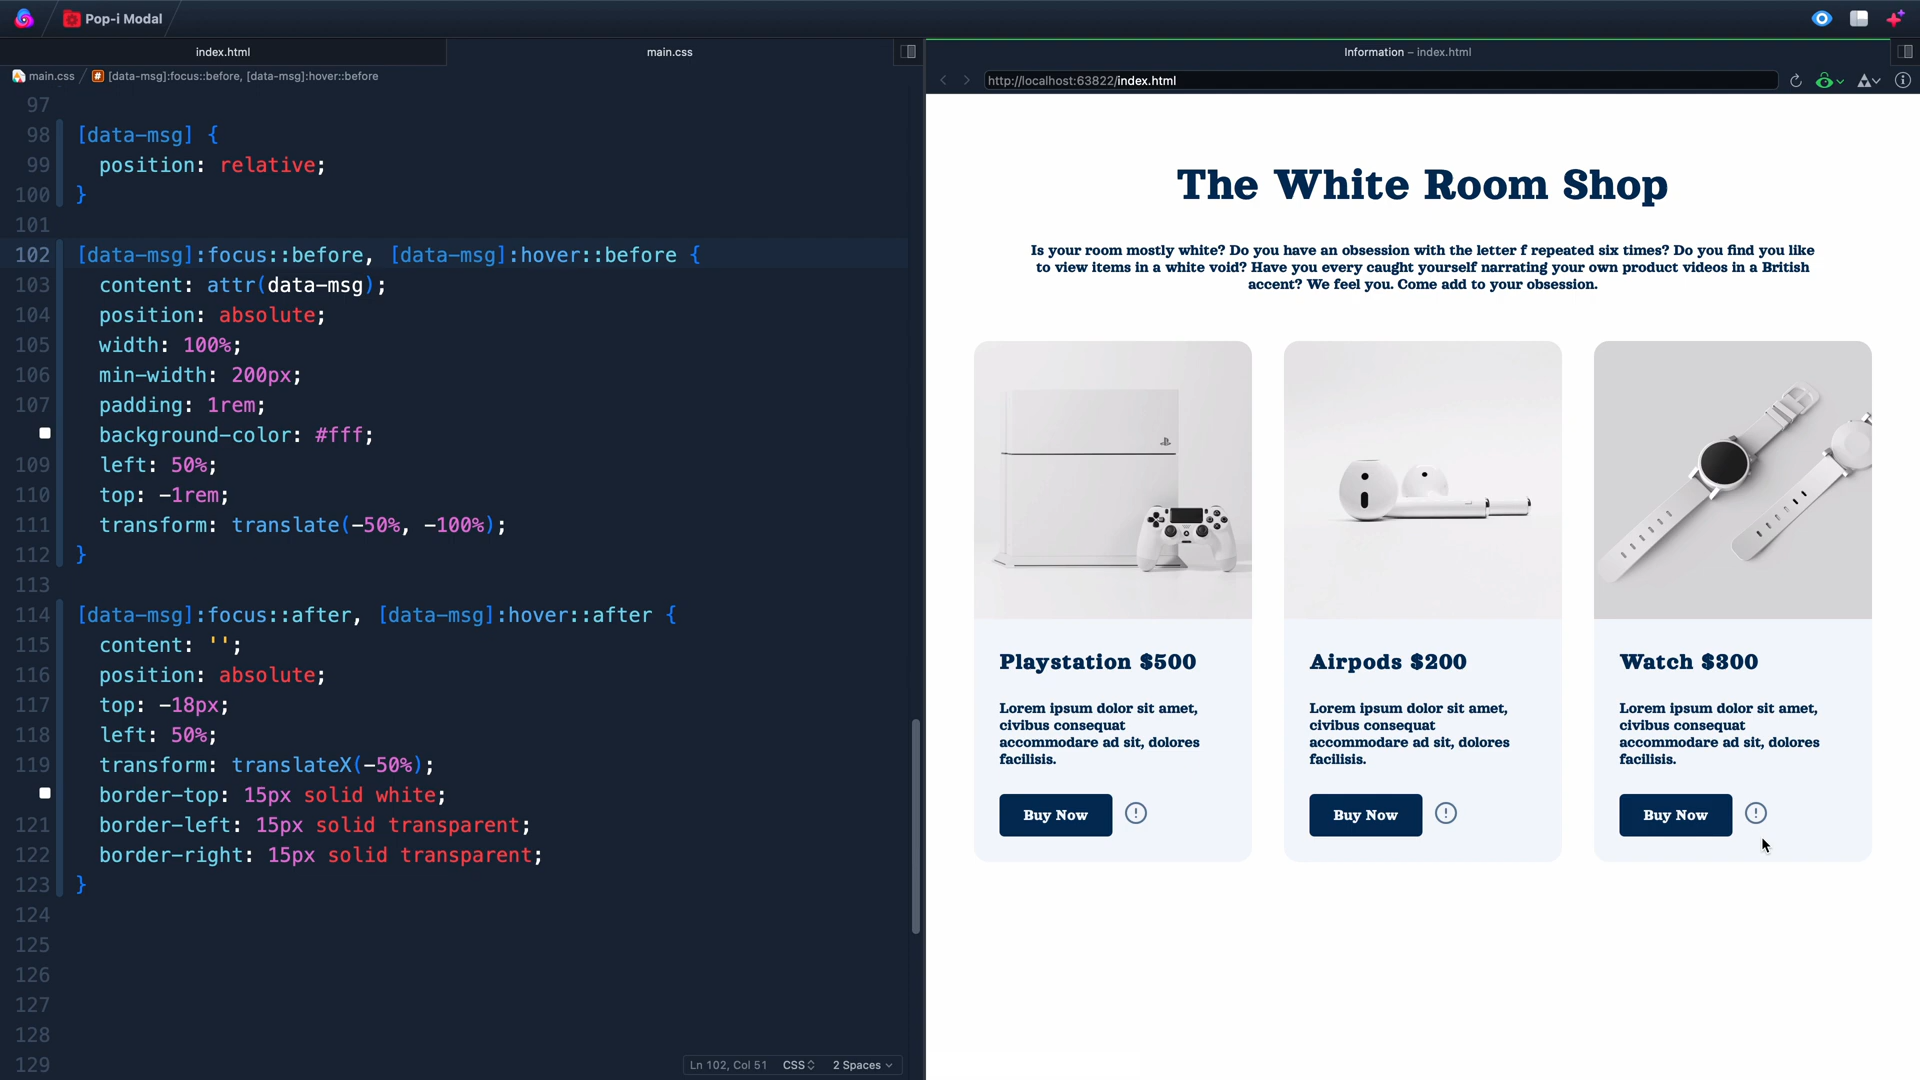 Pop-i Modal
index.html
main.css
Information – index.html
main.css
[data-msg]:focus::before, [data-msg]:hover::before
http://localhost:63822/index.html
97
98 [data-msg] {
99 position: relative;
100 }
101
102 [data-msg]:focus::before, [data-msg]:hover::before {
103 content: attr(data-msg);
104 position: absolute;
105 width: 100%;
106 min-width: 200px;
107 padding: 1rem;
background-color: #fff;
109 left: 50%;
110 top: -1rem;
111 transform: translate(-50%, -100%);
112 }
113
114 [data-msg]:focus::after, [data-msg]:hover::after {
115 content: '';
116 position: absolute;
117 top: -18px;
118 left: 50%;
119 transform: translateX(-50%);
border-top: 15px solid white;
121 border-left: 15px solid transparent;
122 border-right: 15px solid transparent;
123 }
124
125
126
127
128
129
Ln 102, Col 51 CSS 2 Spaces
The White Room Shop
Is your room mostly white? Do you have an obsession with the letter f repeated six times? Do you find you like
to view items in a white void? Have you every caught yourself narrating your own product videos in a British
accent? We feel you. Come add to your obsession.
Playstation $500
Lorem ipsum dolor sit amet,
civibus consequat
accommodare ad sit, dolores
facilisis.
Buy Now
Airpods $200
Lorem ipsum dolor sit amet,
civibus consequat
accommodare ad sit, dolores
facilisis.
Buy Now
Watch $300
Lorem ipsum dolor sit amet,
civibus consequat
accommodare ad sit, dolores
facilisis.
Buy Now